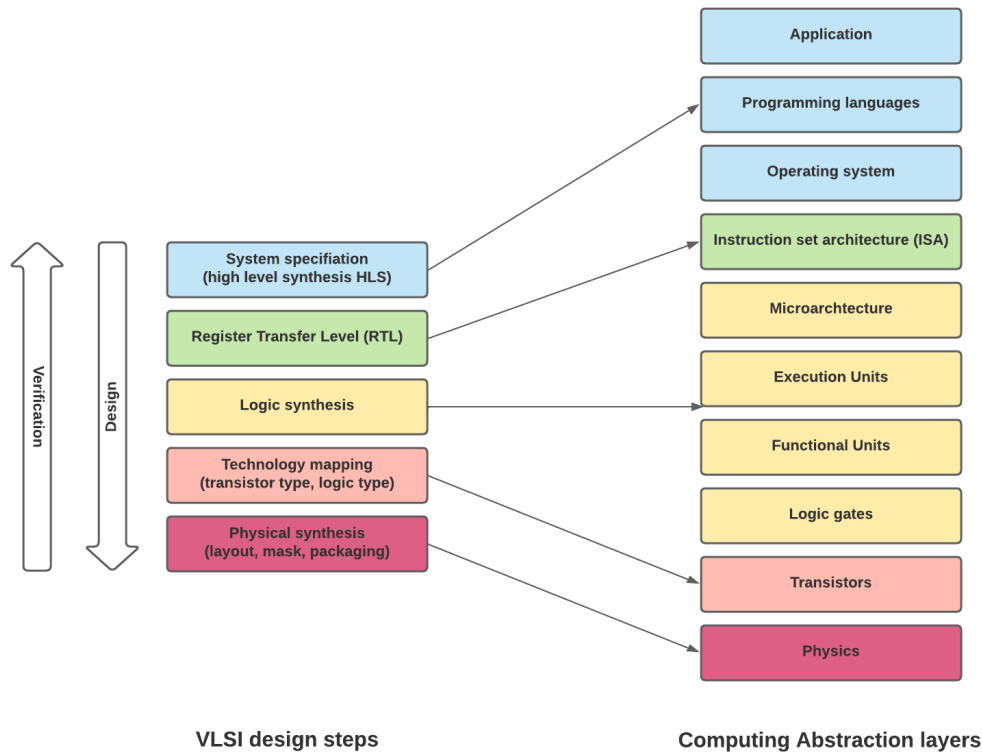 Application
Programming languages
Operating system
Instruction set architecture (ISA)
Microarchtecture
Execution Units
Functional Units
Logic gates
Transistors
Physics
System specifiation
(high level synthesis HLS)
Register Transfer Level (RTL)
Logic synthesis
Technology mapping
(transistor type, logic type)
Physical synthesis
(layout, mask, packaging)
Verification
Design
VLSI design steps
Computing Abstraction layers